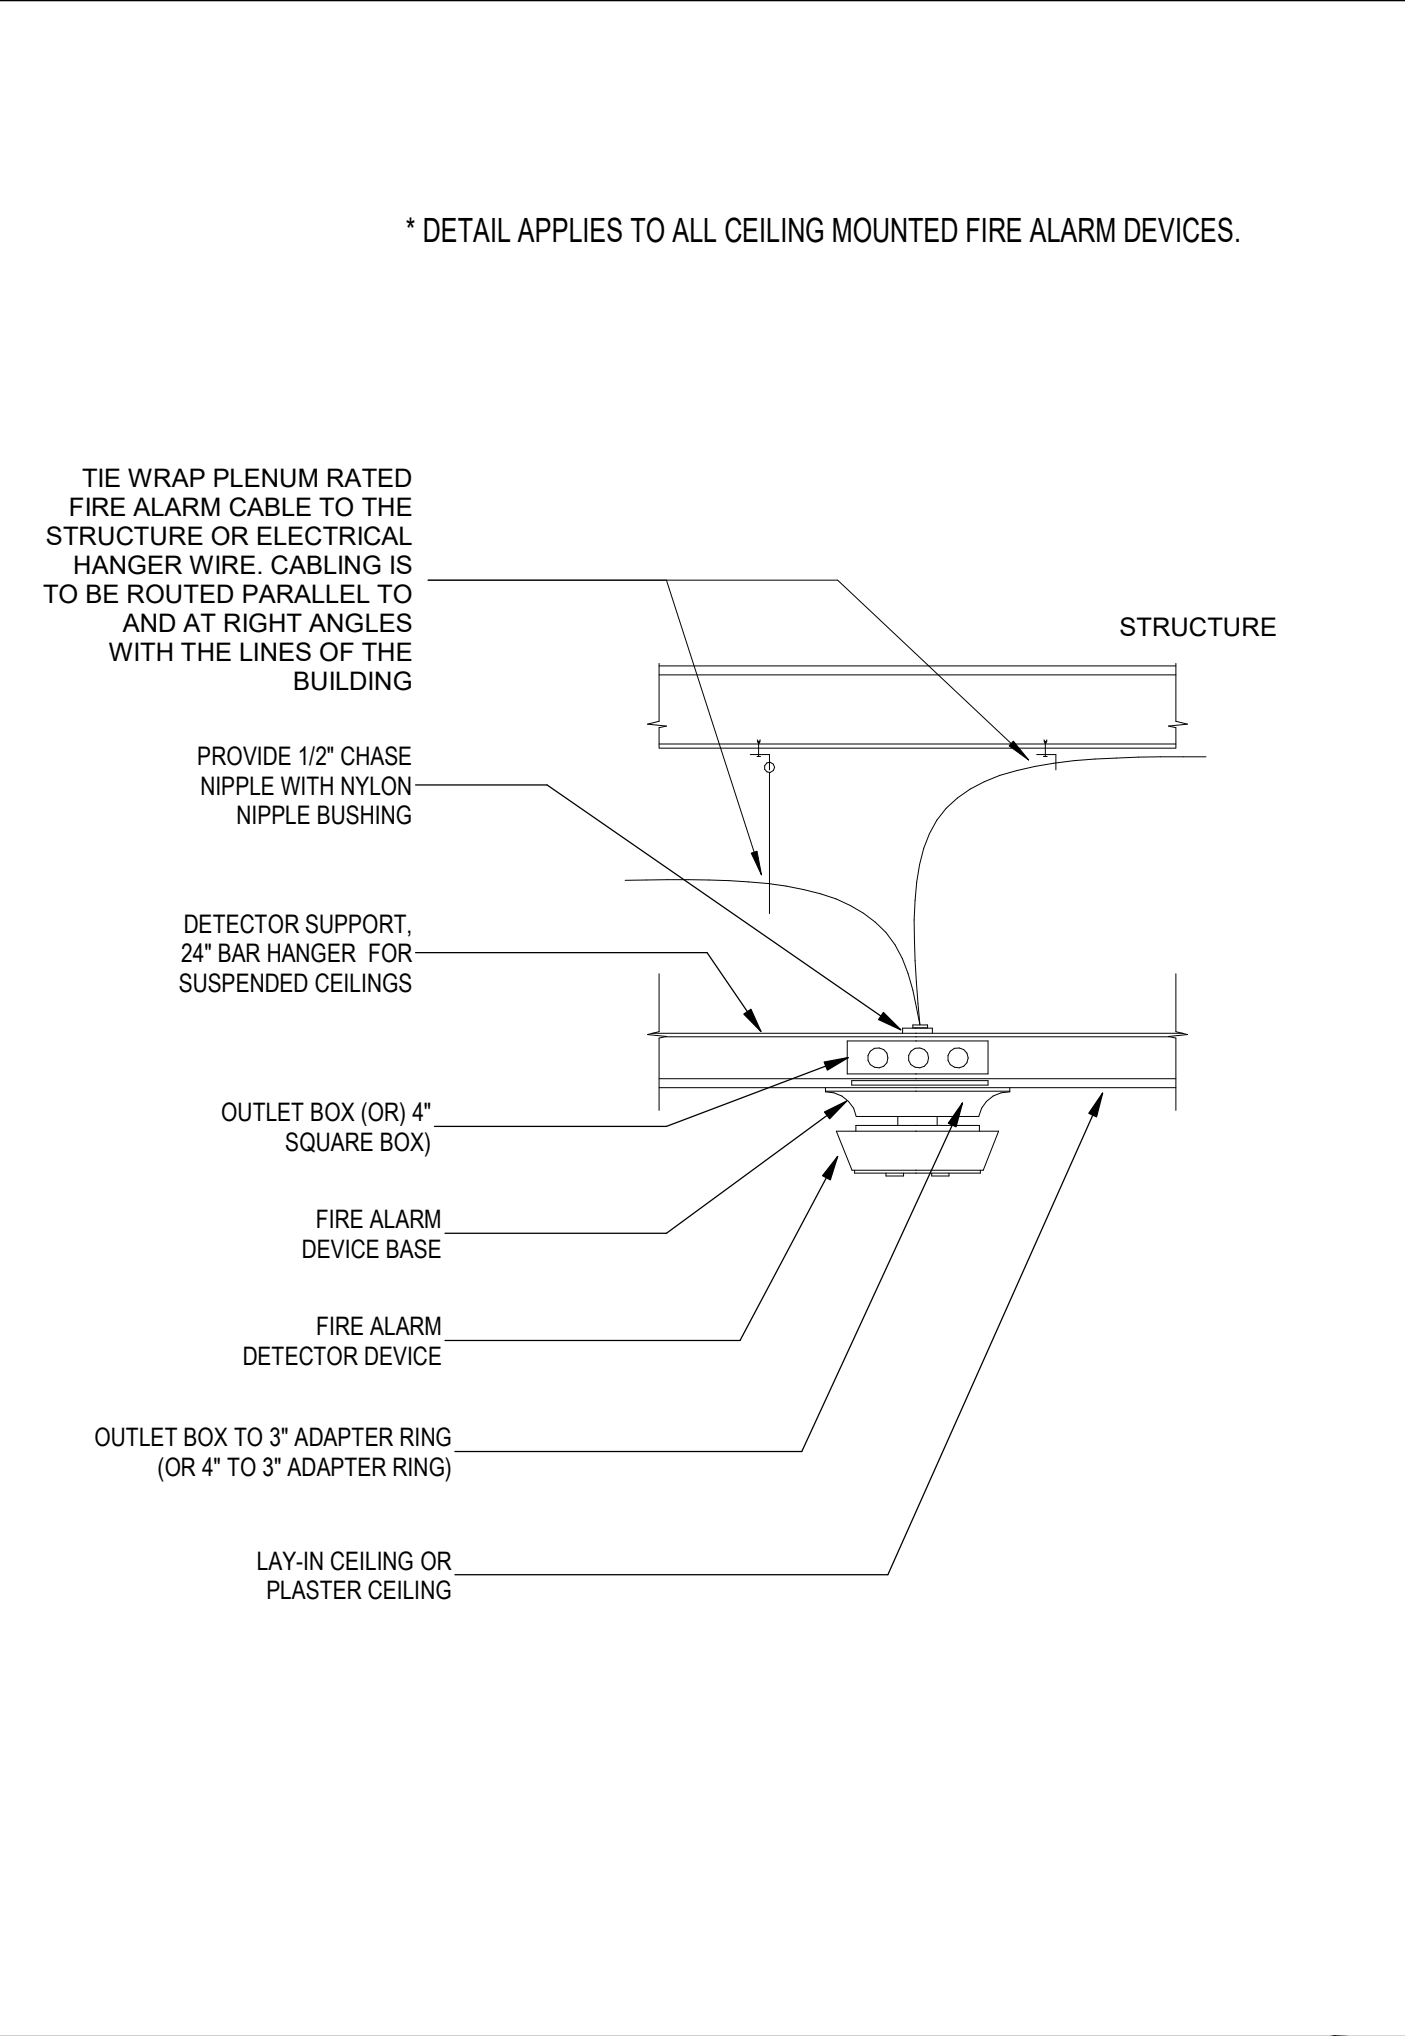 * DETAIL APPLIES TO ALL CEILING MOUNTED FIRE ALARM DEVICES.
TIE WRAP PLENUM RATED
FIRE ALARM CABLE TO THE
STRUCTURE OR ELECTRICAL
HANGER WIRE. CABLING IS
TO BE ROUTED PARALLEL TO
AND AT RIGHT ANGLES
WITH THE LINES OF THE
BUILDING
STRUCTURE
PROVIDE 1/2" CHASE
NIPPLE WITH NYLON
NIPPLE BUSHING
DETECTOR SUPPORT,
24" BAR HANGER FOR
SUSPENDED CEILINGS
OUTLET BOX (OR) 4"
SQUARE BOX)
FIRE ALARM
DEVICE BASE
FIRE ALARM
DETECTOR DEVICE
OUTLET BOX TO 3" ADAPTER RING
(OR 4" TO 3" ADAPTER RING)
LAY-IN CEILING OR
PLASTER CEILING